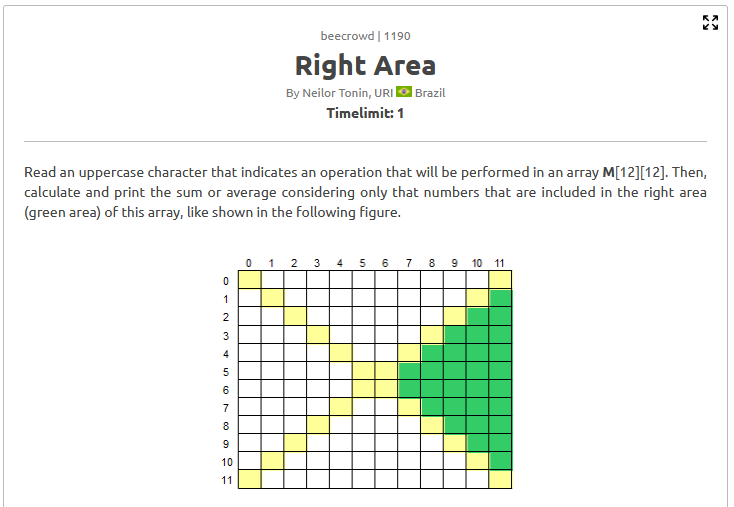 beecrowd | 1190
Right Area
By Neilor Tonin, URI Brazil
Timelimit: 1
Read an uppercase character that indicates an operation that will be performed in an array M[12][12]. Then,
calculate and print the sum or average considering only that numbers that are included in the right area
(green area) of this array, like shown in the following figure.
0 1 2 3 4 5 6 7 8 9 10 11
0
1
2
3
4
5
6
7
8
9
10
11